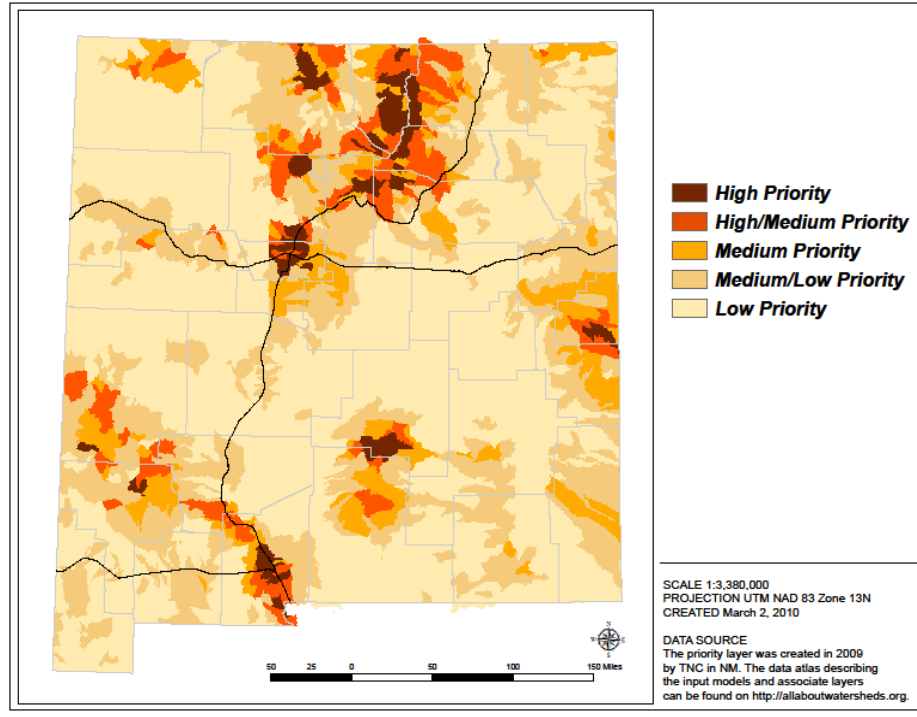 High Priority
High/Medium Priority
Medium Priority
Medium/Low Priority
Low Priority
SCALE 1:3,380,000
PROJECTION UTM NAD 83 Zone 13N
CREATED March 2, 2010
DATA SOURCE
The priority layer was created in 2009
by TNC in NM. The data atlas describing
the input models and associate layers
can be found on http://allaboutwatersheds.org.
N
W E
S
50 25 0 50 100 150 Miles